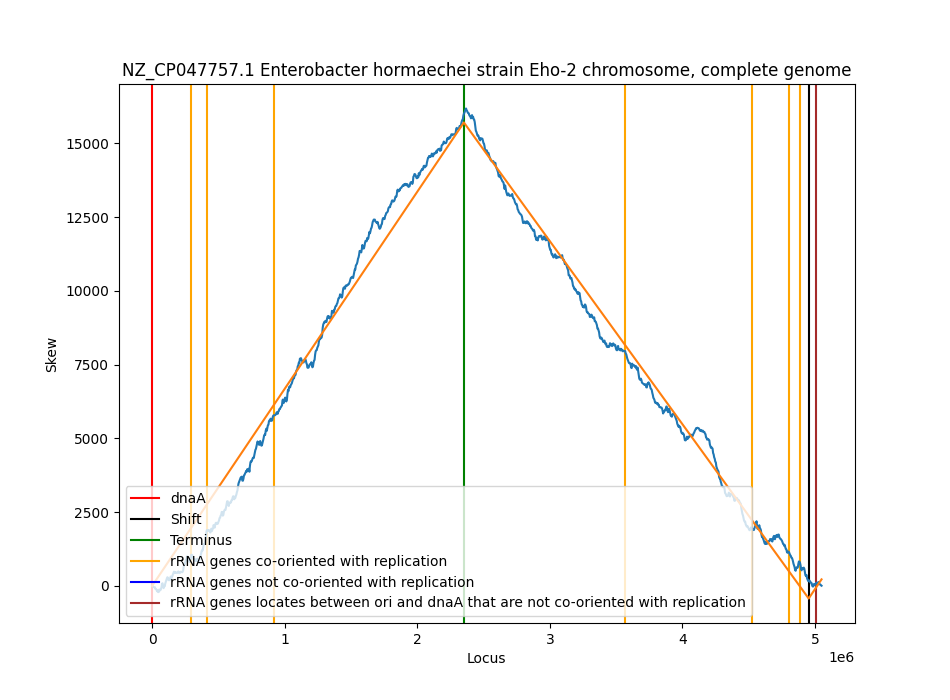 NZ_CP047757.1 Enterobacter hormaechei strain Eho-2 chromosome, complete genome
15000
12500
10000
7500
5000
2500
0
Skew
dnaA
Shift
Terminus
rRNA genes co-oriented with replication
rRNA genes not co-oriented with replication
rRNA genes locates between ori and dnaA that are not co-oriented with replication
0 1 2 3 4 5
1e6
Locus